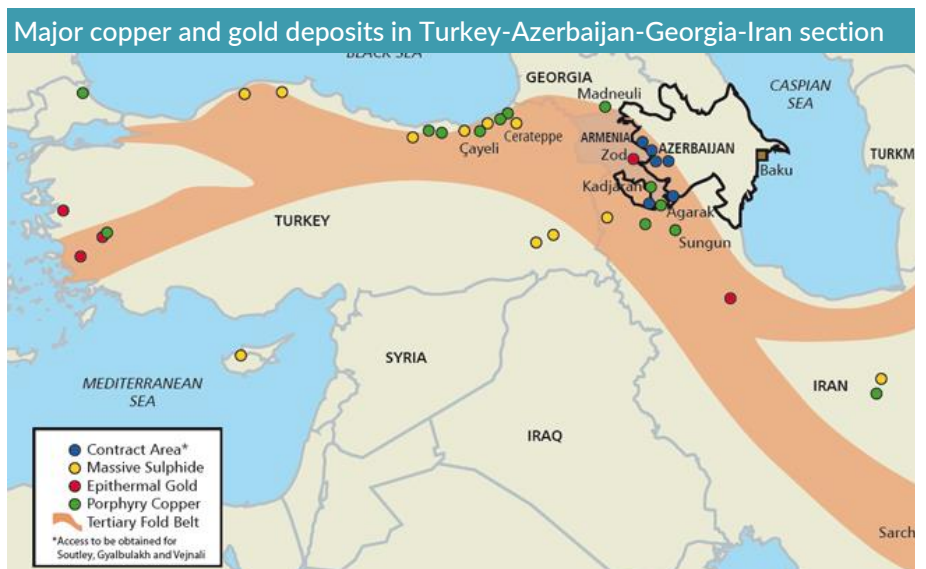 Major copper and gold deposits in Turkey-Azerbaijan-Georgia-Iran section
BLACK SEA
GEORGIA
CASPIAN
SEA
Madneuli
ARMENIA
AZERBAIJAN
Cerateppe
Çayeli
Zod
TURKM
Baku
Kadjaran
Agarak
TURKEY
Sungun
SYRIA
MEDITERRANEAN
SEA
IRAN
IRAQ
Contract Area*
Massive Sulphide
Epithermal Gold
Porphyry Copper
Tertiary Fold Belt
*Access to be obtained for
Soutley, Gyalbulakh and Vejnali
Sarch